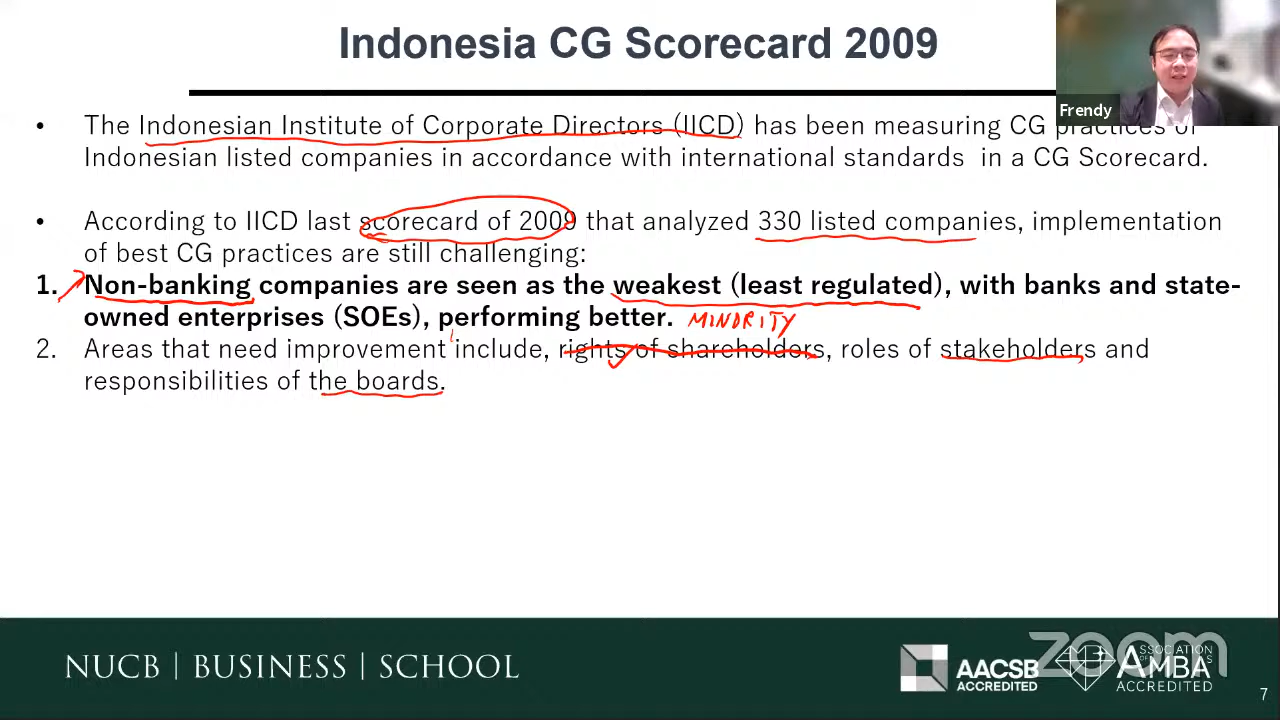 Indonesia CG Scorecard 2009
Frendy
• The Indonesian Institute of Corporate Directors (IICD) has been measuring CG practices of
Indonesian listed companies in accordance with international standards in a CG Scorecard.
• According to IICD last scorecard of 2009 that analyzed 330 listed companies, implementation
of best CG practices are still challenging:
1. Non-banking companies are seen as the weakest (least regulated), with banks and state-
owned enterprises (SOEs), performing better. MINORITY
2. Areas that need improvement include, rights of shareholders, roles of stakeholders and
responsibilities of the boards.
NUCB | BUSINESS | SCHOOL
AACSB
ACCREDITED
ASSOCIATION
AMBA
ACCREDITED
zoom
7